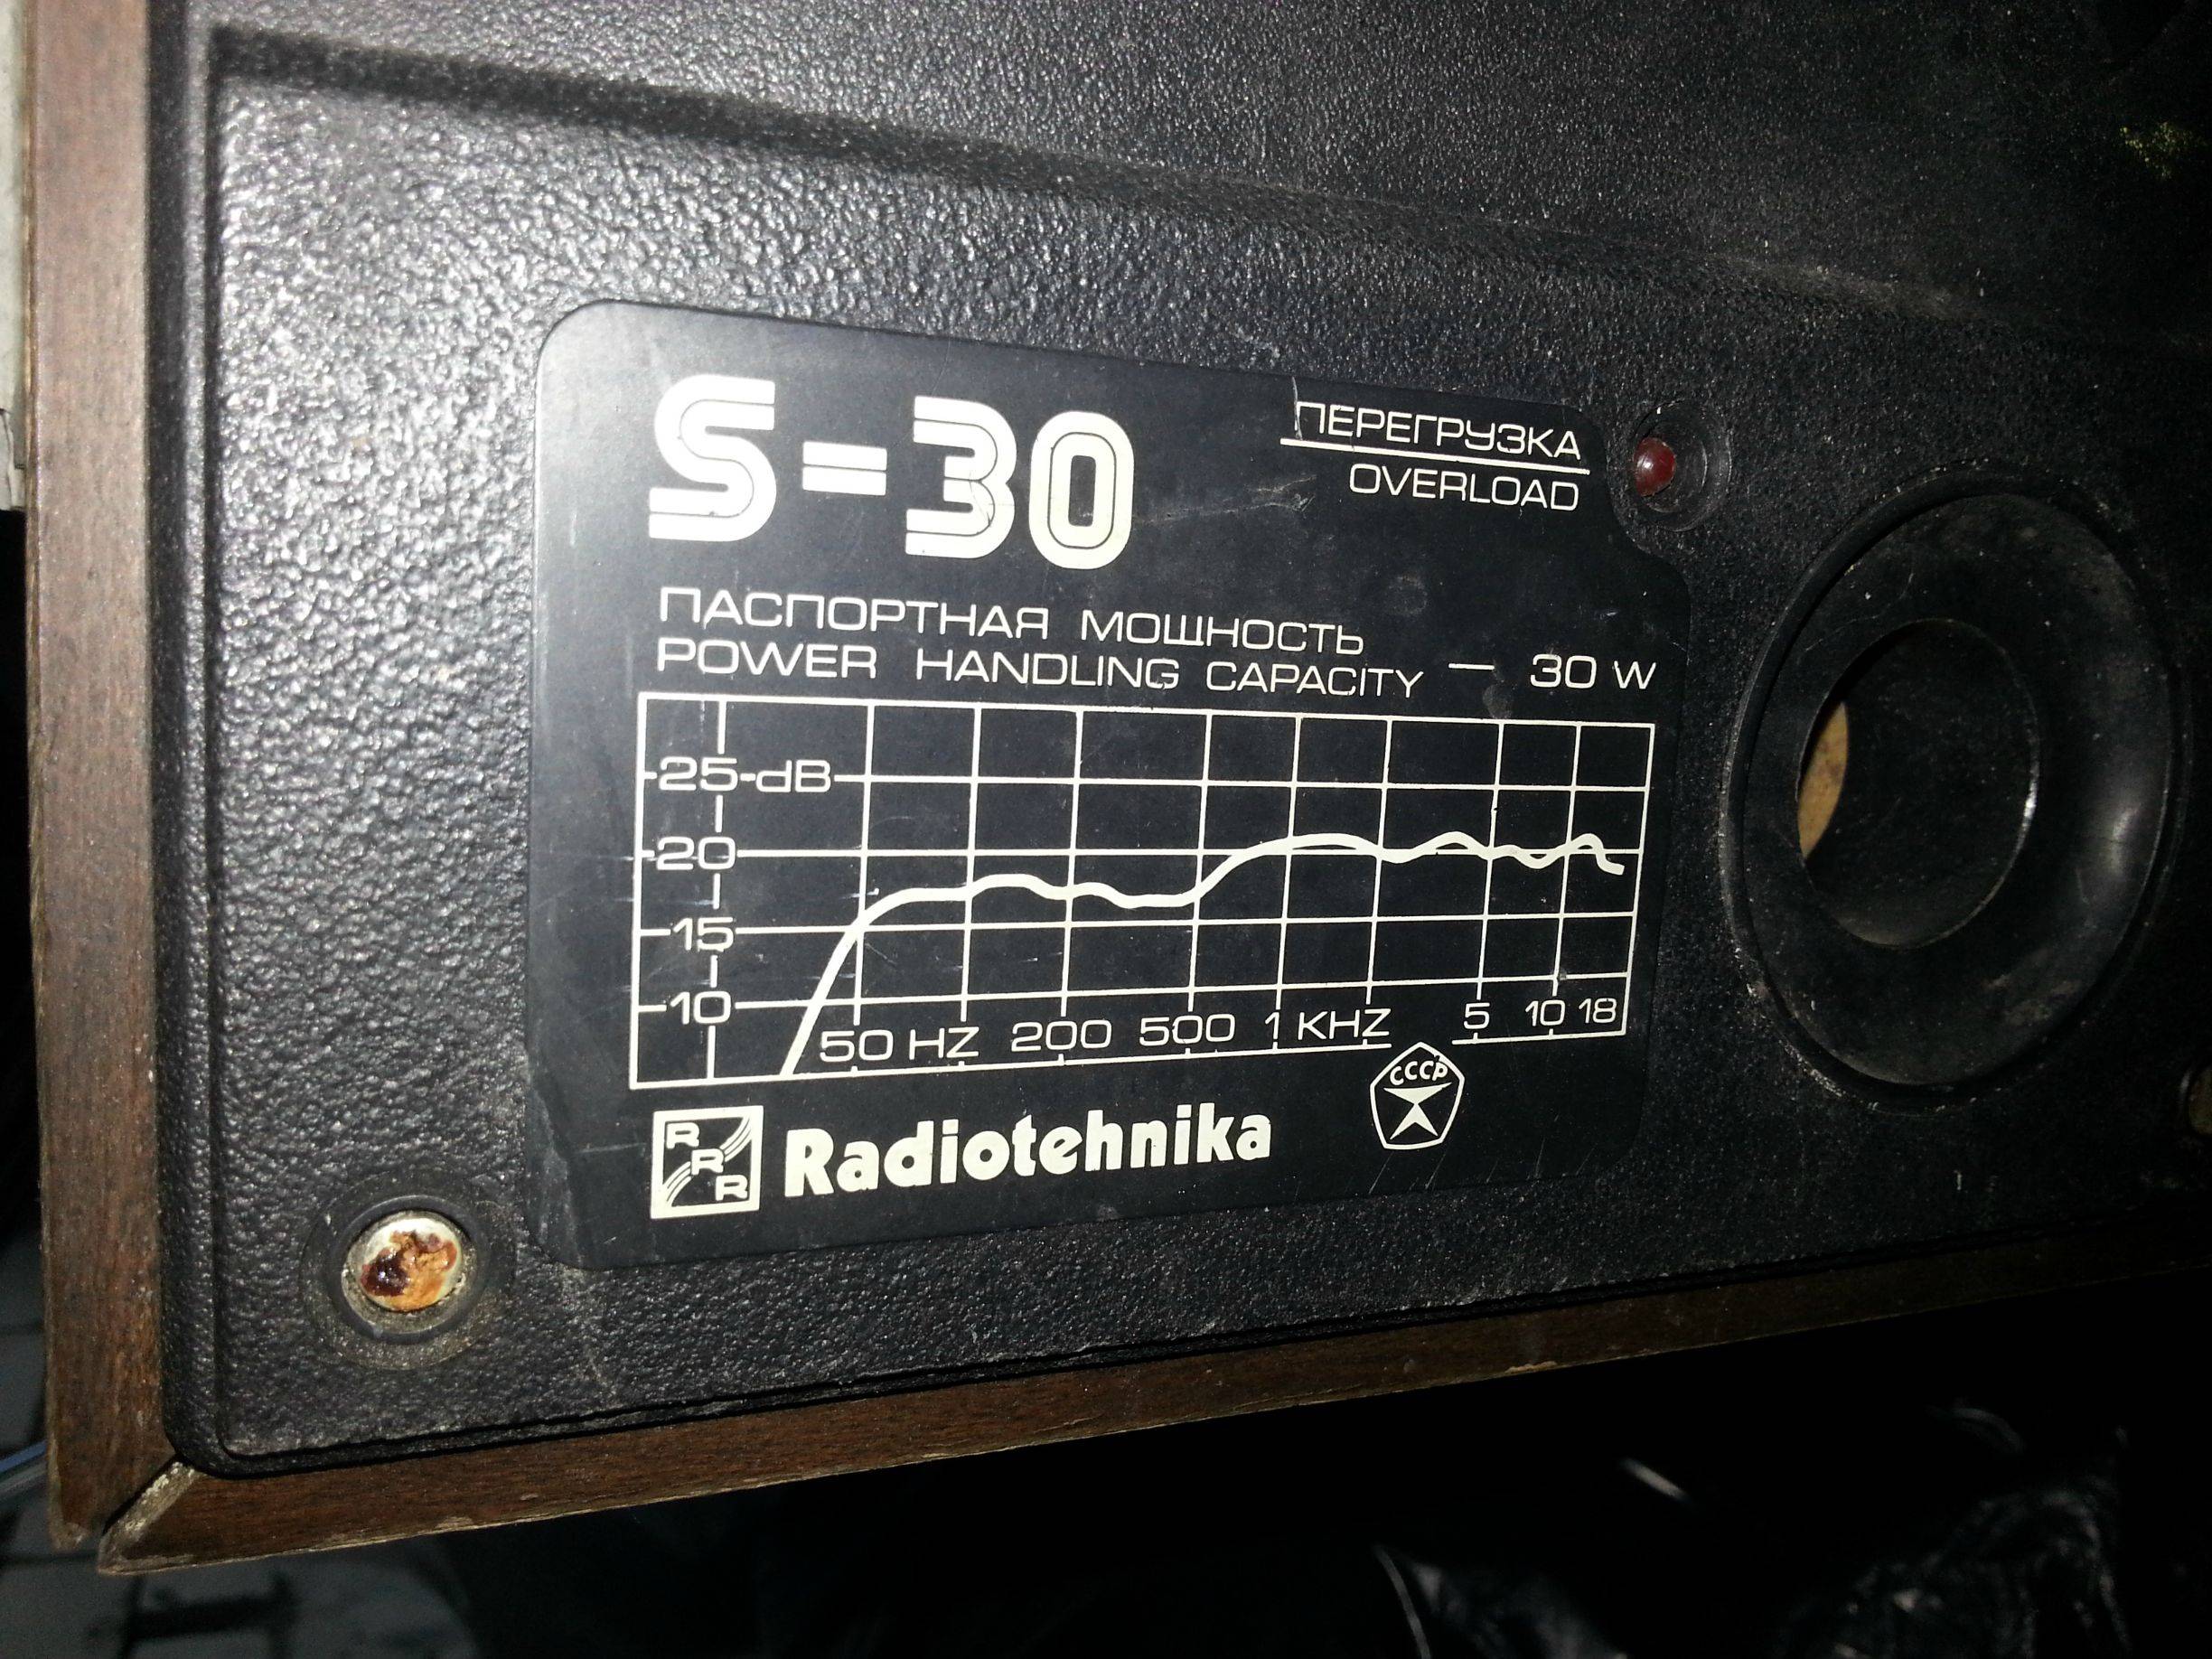 S-30
ПЕРЕГРУЗКА
OVERLOAD
ПАСПОРТНАЯ МОЩНОСТЬ
POWER HANDLING CAPACITY — 30 W
25-dB
20
15
10
50 HZ 200 500 1 KHZ 5 10 18
СССР
R R R
Radiotehnika